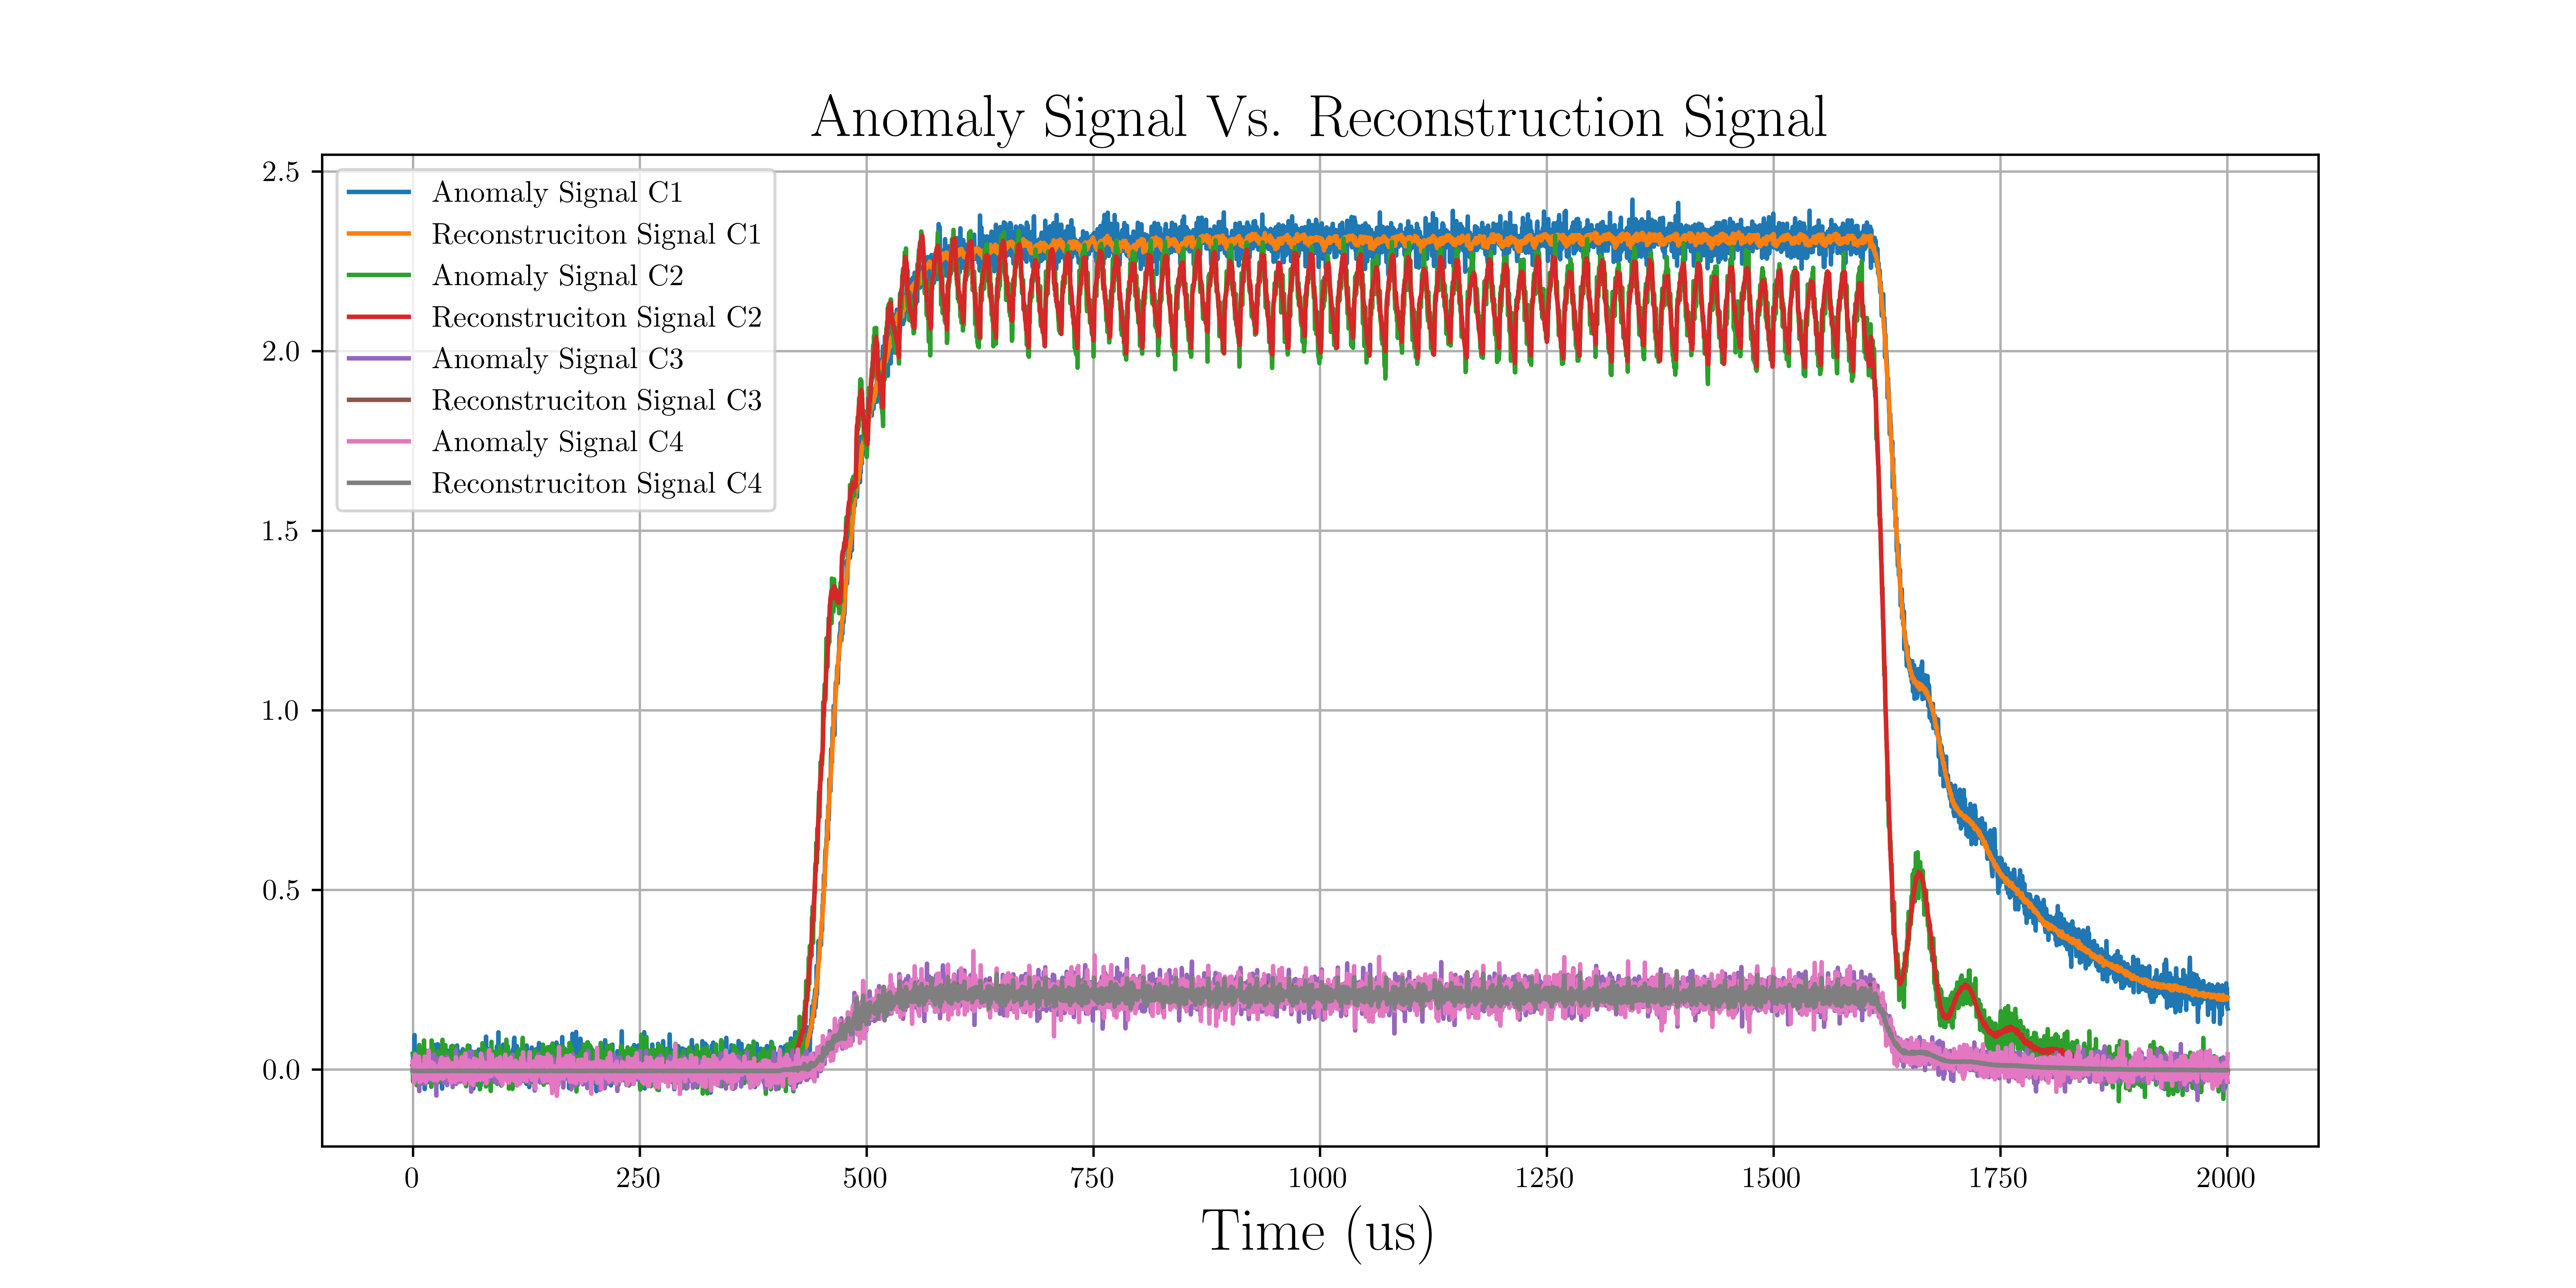 Anomaly Signal Vs. Reconstruction Signal
2.5
2.0
1.5
1.0
0.5
0.0
Anomaly Signal C1
Reconstruciton Signal C1
Anomaly Signal C2
Reconstruciton Signal C2
Anomaly Signal C3
Reconstruciton Signal C3
Anomaly Signal C4
Reconstruciton Signal C4
0 250 500 750 1000 1250 1500 1750 2000
Time (us)